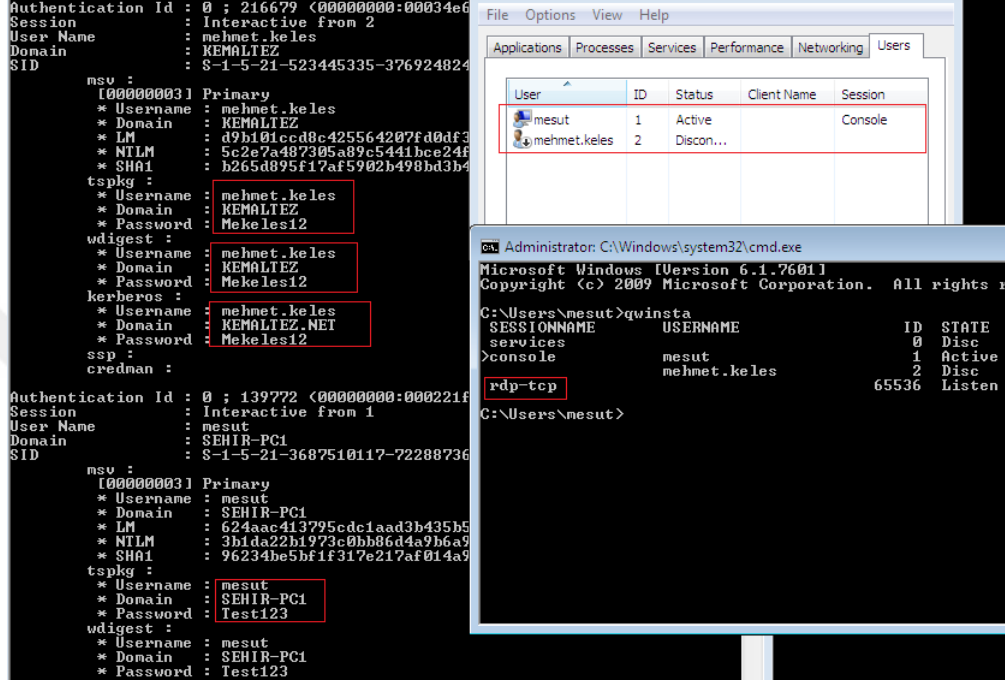 Authentication Id : 0 ; 216679 (00000000:00034e6
Session : Interactive from 2
User Name : mehmet.keles
Domain : KEMALTEZ
SID : S-1-5-21-523445335-376924824
msv :
[00000003] Primary
* Username : mehmet.keles
* Domain : KEMALTEZ
* LM : d9b101ccd8c425564207fd0df3
* NTLM : 5c2e7a487305a89c5441bce24f
* SHA1 : b265d895f17af5902b498bd3b4
tspkg :
* Username : mehmet.keles
* Domain : KEMALTEZ
* Password : Mekeles12
wdigest :
* Username : mehmet.keles
* Domain : KEMALTEZ
* Password : Mekeles12
kerberos :
* Username : mehmet.keles
* Domain : KEMALTEZ.NET
* Password : Mekeles12
ssp :
credman :
Authentication Id : 0 ; 139772 (00000000:000221f
Session : Interactive from 1
User Name : mesut
Domain : SEHIR-PC1
SID : S-1-5-21-3687510117-72288736
msv :
[00000003] Primary
* Username : mesut
* Domain : SEHIR-PC1
* LM : 624aac413795cdc1aad3b435b5
* NTLM : 3b1da22b1973c0bb86d4a9b6a9
* SHA1 : 96234be5bf1f317e217af014a9
tspkg :
* Username : mesut
* Domain : SEHIR-PC1
* Password : Test123
wdigest :
* Username : mesut
* Domain : SEHIR-PC1
* Password : Test123
File Options View Help
Applications Processes Services Performance Networking Users
User ID Status Client Name Session
mesut 1 Active Console
mehmet.keles 2 Discon...
Administrator: C:\Windows\system32\cmd.exe
Microsoft Windows [Version 6.1.7601]
Copyright (c) 2009 Microsoft Corporation. All rights r
C:\Users\mesut>qwinsta
SESSIONNAME USERNAME ID STATE
services 0 Disc
>console mesut 1 Active
mehmet.keles 2 Disc
rdp-tcp 65536 Listen
C:\Users\mesut>